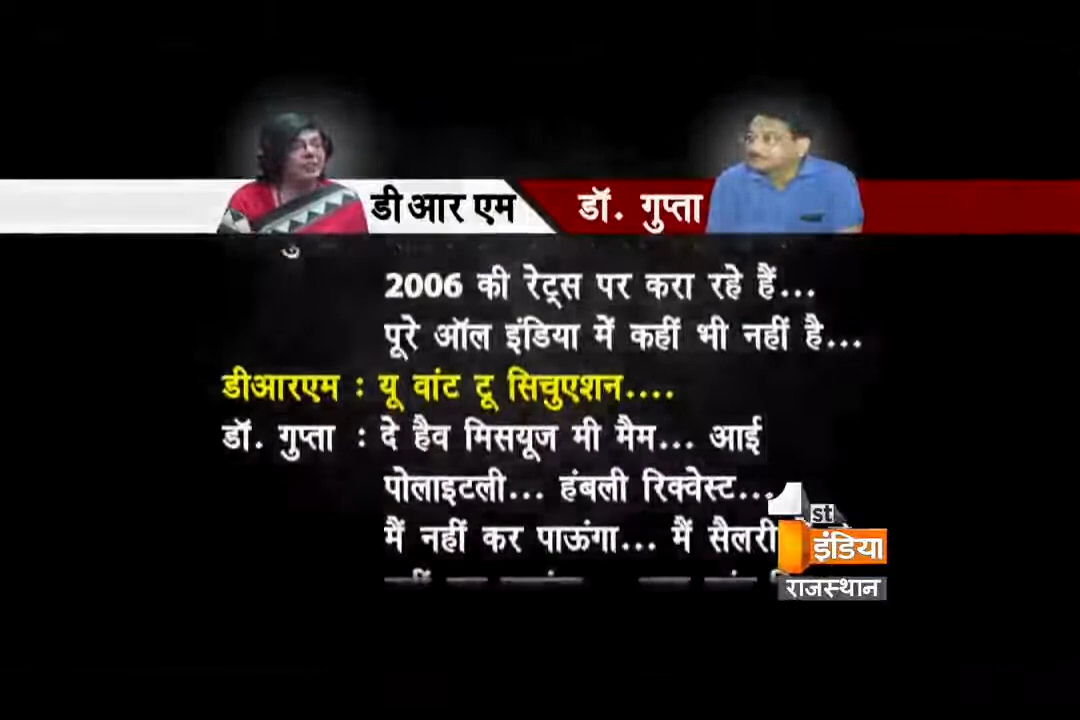 डीआर एम
डॉ. गुप्ता
2006 की रेट्स पर करा रहे हैं...
पूरे ऑल इंडिया में कहीं भी नहीं है...
डीआरएम : यू वांट टू सिचुएशन....
डॉ. गुप्ता : दे हैव मिसयूज मी मैम... आई
पोलाइटली... हंबली रिक्वेस्ट...
मैं नहीं कर पाऊंगा... मैं सैलरी
1st
इंडिया
राजस्थान